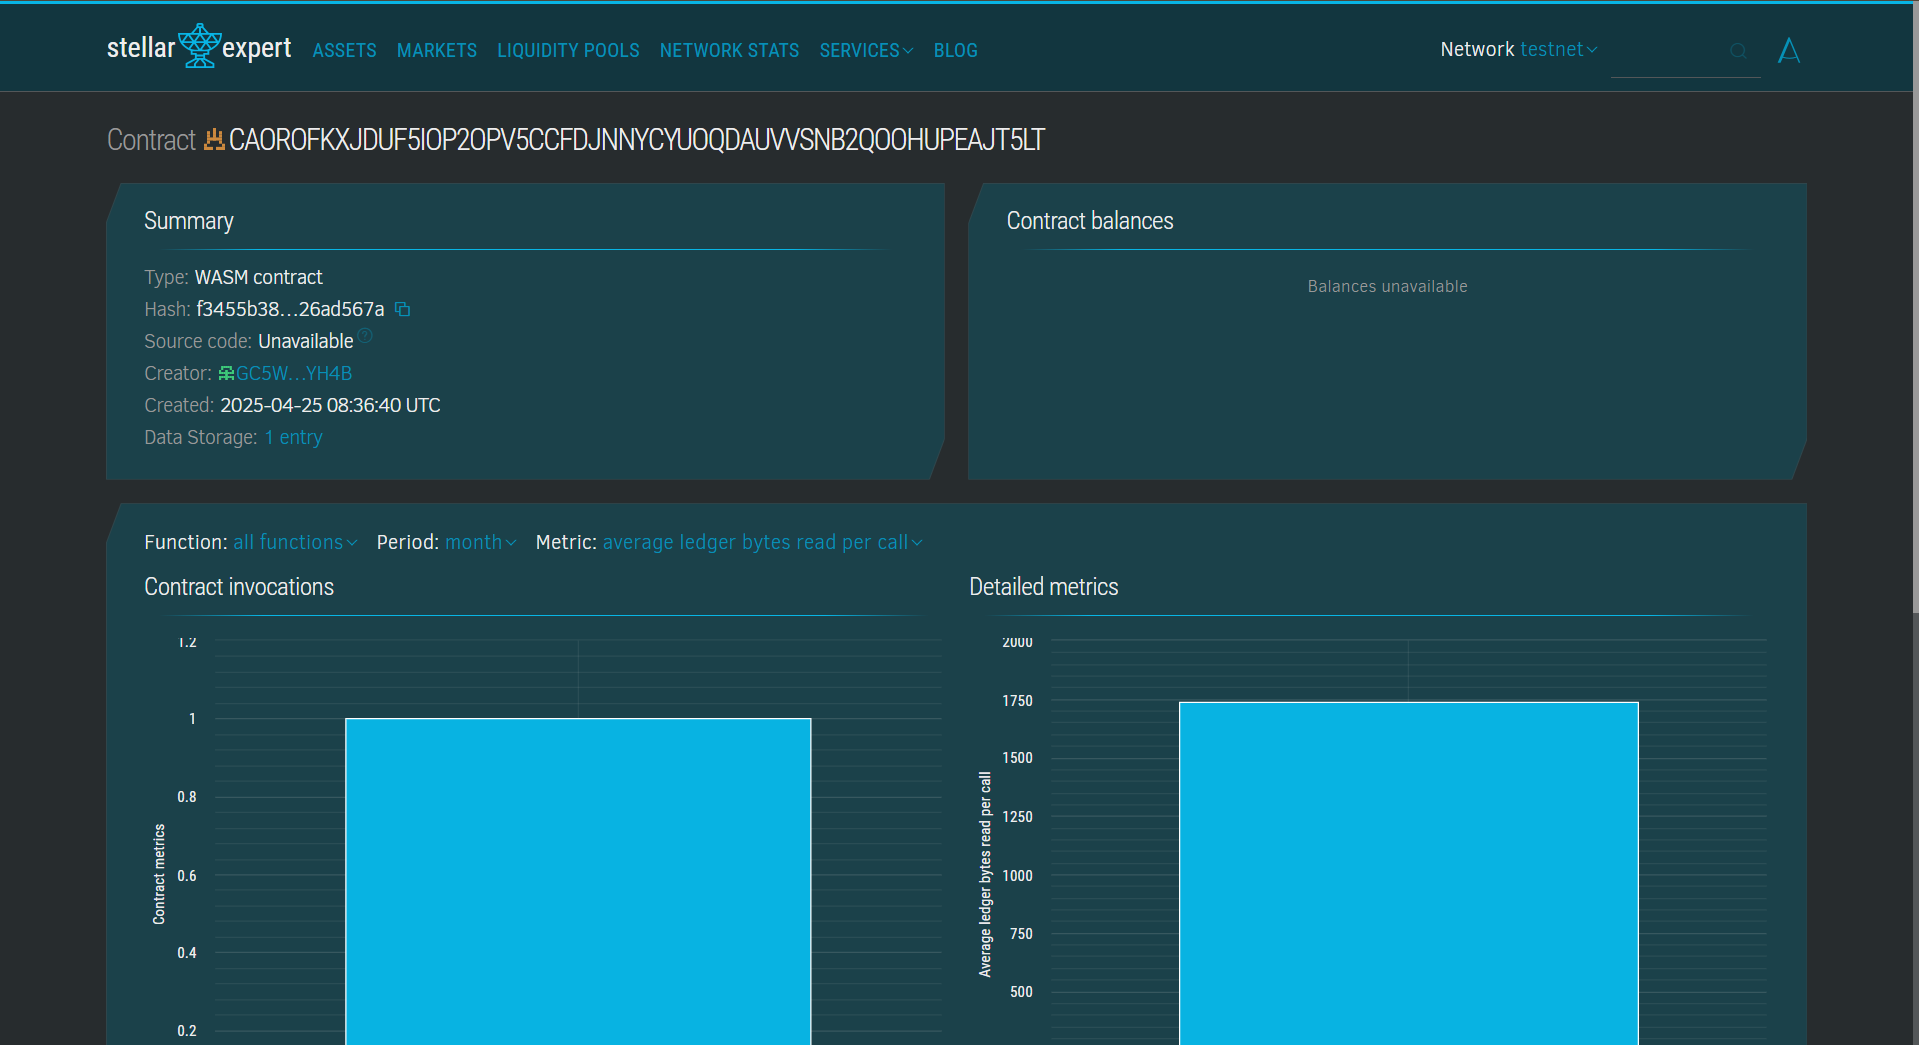 stellar expert ASSETS MARKETS LIQUIDITY POOLS NETWORK STATS SERVICES BLOG Network testnet
Contract CAOROFKXJDUF5IOP2OPV5CCFDJNNYCYUOQDAUVVSNB2QOOHUPEAJT5LT
Summary
Type: WASM contract
Hash: f3455b38…26ad567a
Source code: Unavailable
Creator: GC5W…YH4B
Created: 2025-04-25 08:36:40 UTC
Data Storage: 1 entry
Contract balances
Balances unavailable
Function: all functions Period: month Metric: average ledger bytes read per call
Contract invocations
1.2
1
0.8
0.6
0.4
0.2
Contract metrics
Detailed metrics
2000
1750
1500
1250
1000
750
500
Average ledger bytes read per call